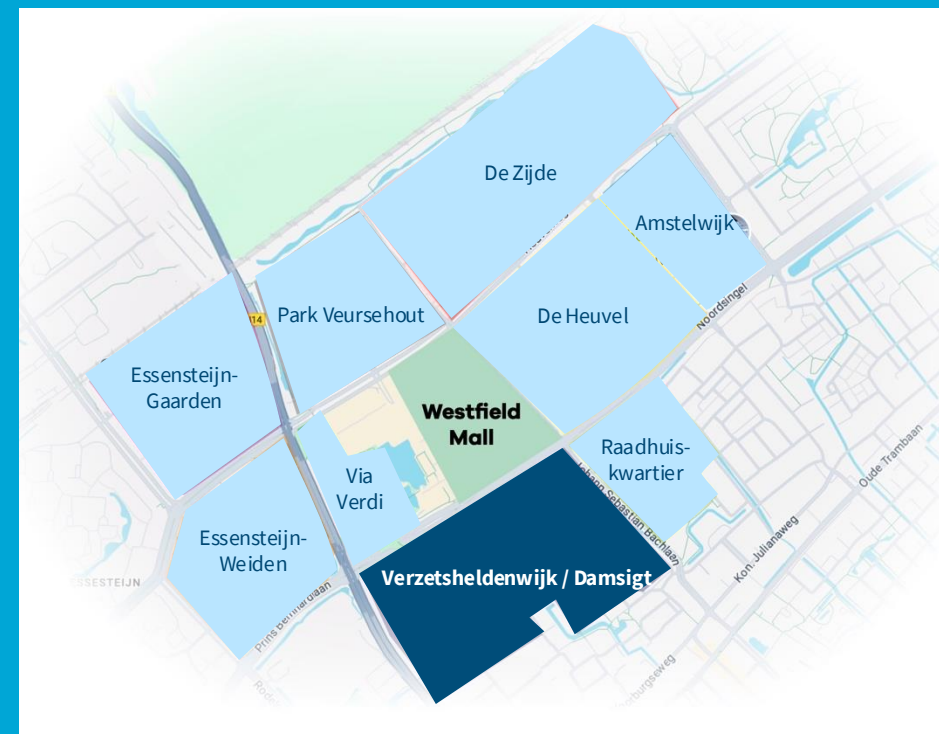 De Zijde
Amstelwijk
Park Veursehout
De Heuvel
Noordsingel
14
Essensteijn-
Gaarden
Westfield
Mall
Raadhuis-
kwartier
Via
Verdi
Johann Sebastian Bachlaan
Oude Trambaan
Essensteijn-
Weiden
Kon. Julianaweg
Verzetsheldenwijk / Damsigt
ESSESTEIJN
Prins Bernhardlaan